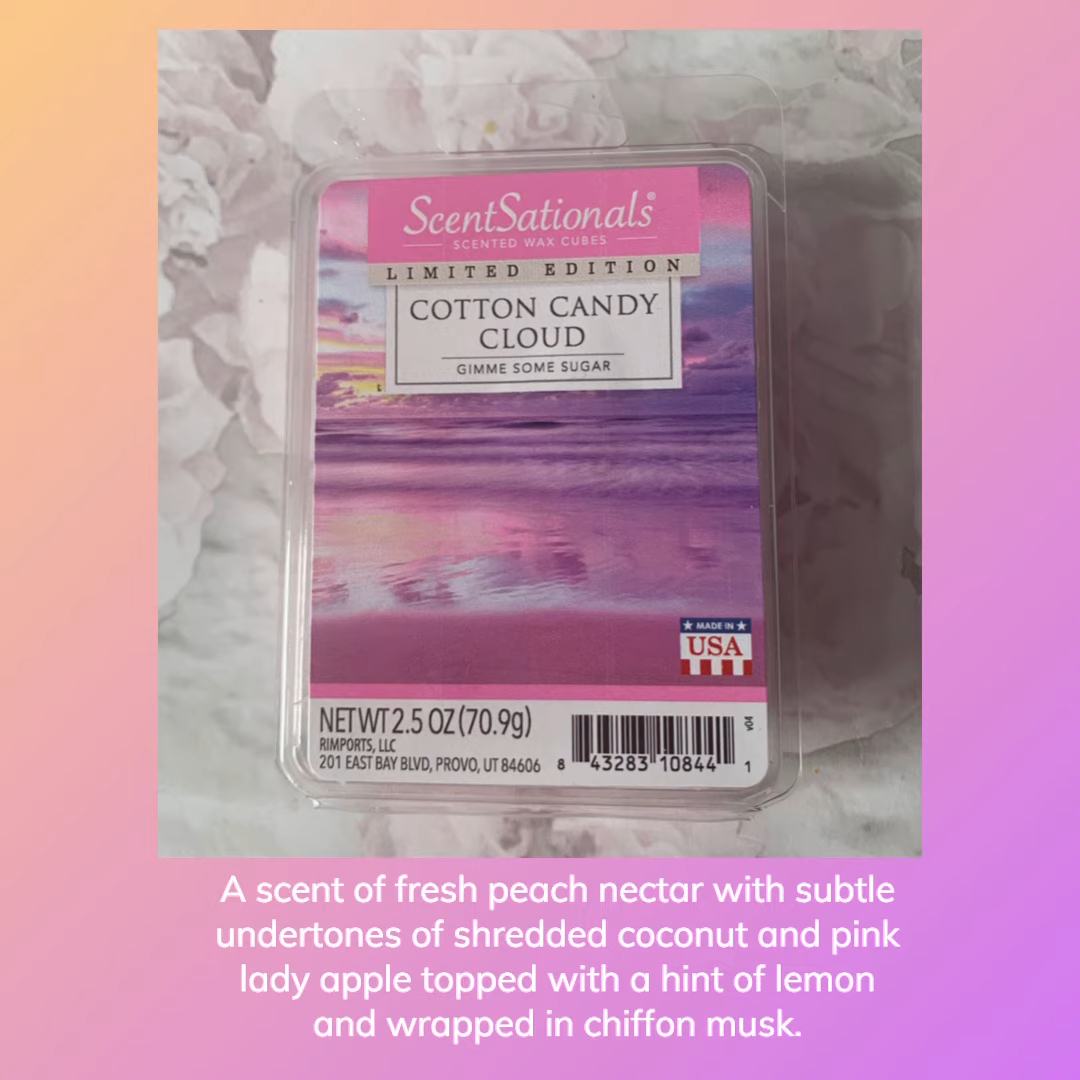 ScentSationals®
SCENTED WAX CUBES
LIMITED EDITION
COTTON CANDY
CLOUD
GIMME SOME SUGAR
MADE IN
USA
NET WT 2.5 OZ (70.9g)
RIMPORTS, LLC
201 EAST BAY BLVD, PROVO, UT 84606
8 43283 10844 1
v04
A scent of fresh peach nectar with subtle
undertones of shredded coconut and pink
lady apple topped with a hint of lemon
and wrapped in chiffon musk.